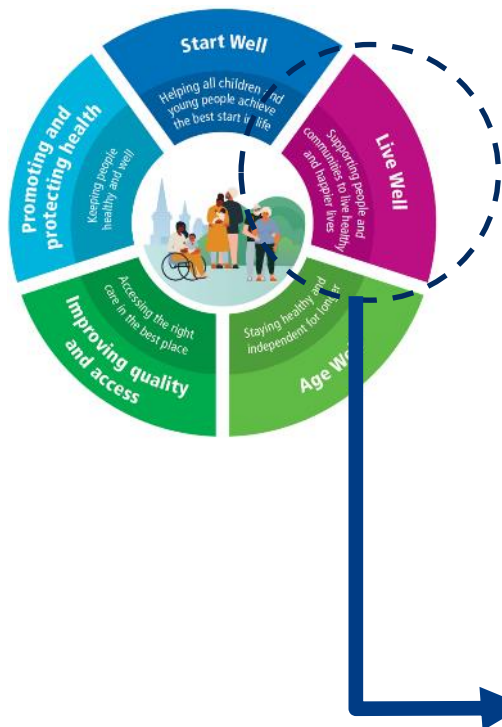 Start Well
Helping all children and
young people achieve
the best start in life
Live Well
Supporting people and
communities to live healthy
and happier lives
Age
Staying healthy and
independent for longer
Improving quality
and access
Accessing the right
care in the best place
Promoting and
protecting health
Keeping people
healthy and well